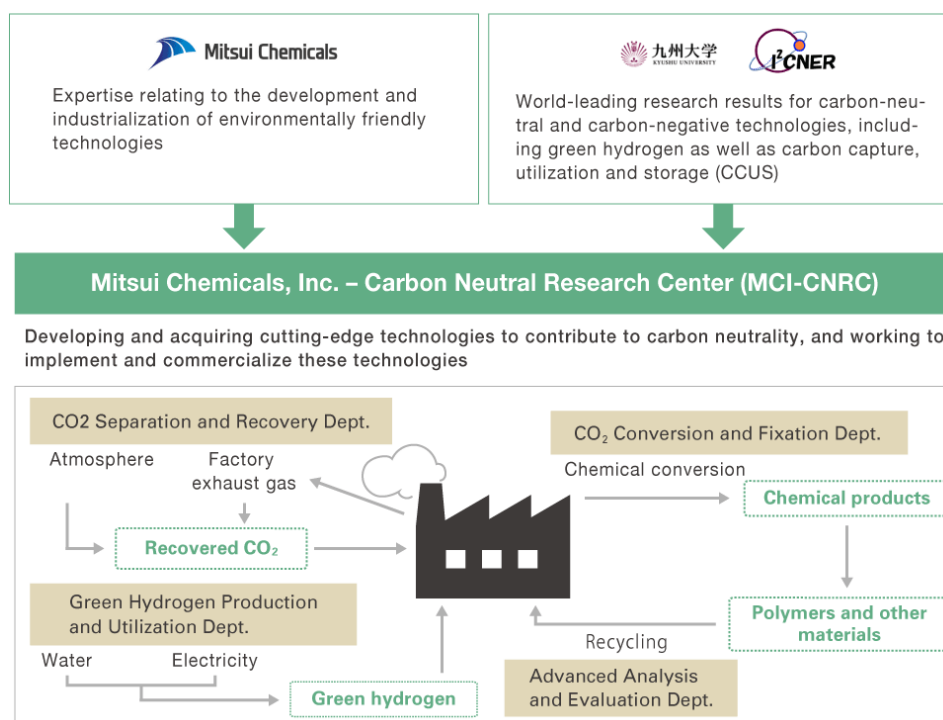 Mitsui Chemicals
Expertise relating to the development and
industrialization of environmentally friendly
technologies
九州大学
KYUSHU UNIVERSITY
I²CNER
World-leading research results for carbon-neu-
tral and carbon-negative technologies, includ-
ing green hydrogen as well as carbon capture,
utilization and storage (CCUS)
Mitsui Chemicals, Inc. – Carbon Neutral Research Center (MCI-CNRC)
Developing and acquiring cutting-edge technologies to contribute to carbon neutrality, and working to
implement and commercialize these technologies
CO2 Separation and Recovery Dept.
Atmosphere
Factory
exhaust gas
Recovered CO₂
CO₂ Conversion and Fixation Dept.
Chemical conversion
Chemical products
Polymers and other
materials
Recycling
Advanced Analysis
and Evaluation Dept.
Green Hydrogen Production
and Utilization Dept.
Water
Electricity
Green hydrogen